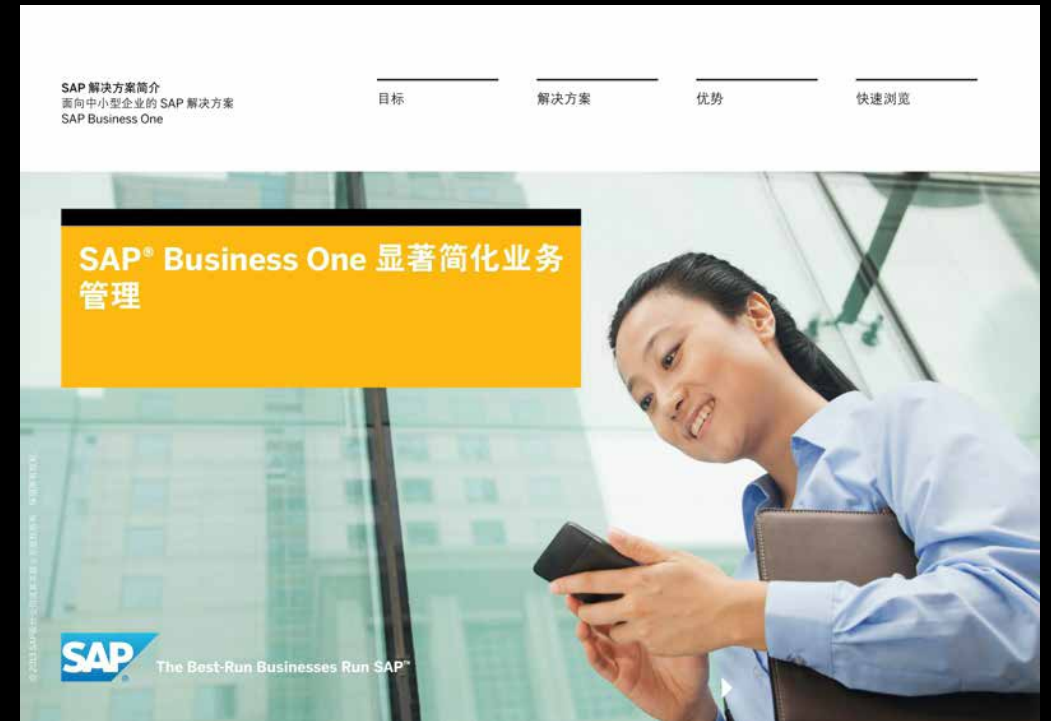 SAP 解决方案简介
面向中小型企业的 SAP 解决方案
SAP Business One
目标
解决方案
优势
快速浏览
SAP® Business One 显著简化业务
管理
SAP®
The Best-Run Businesses Run SAP™